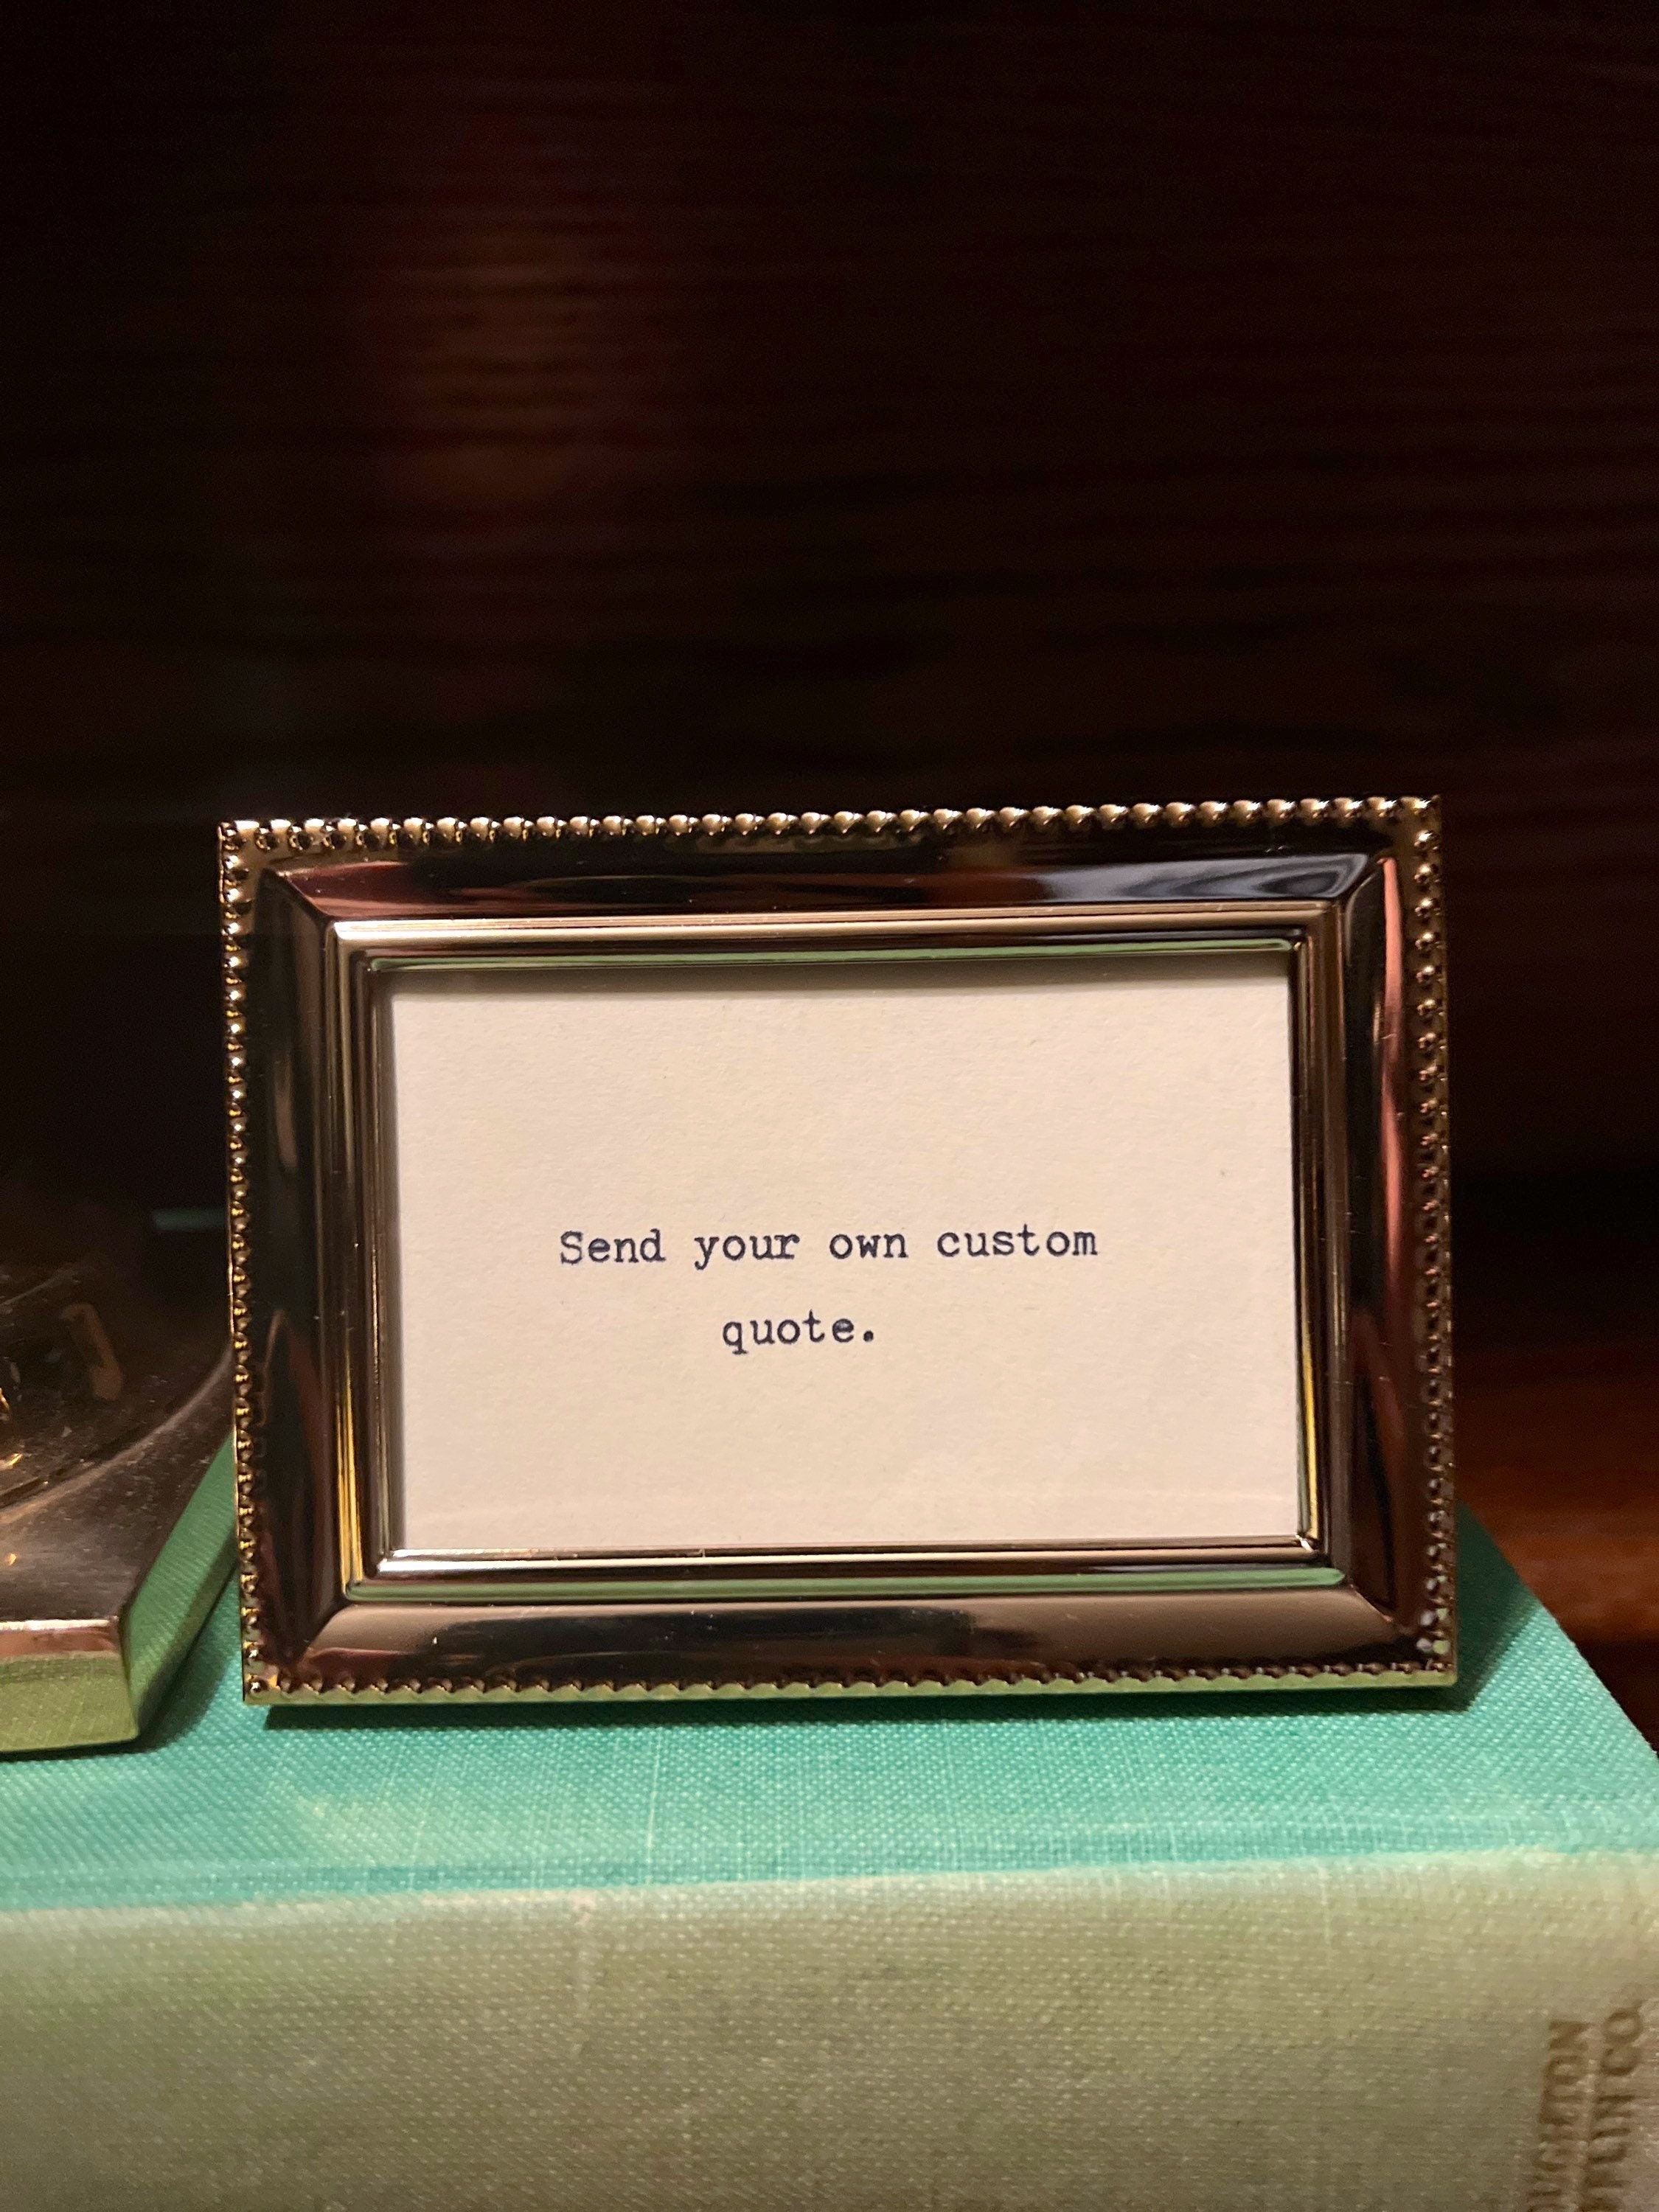 Send your own custom
quote.